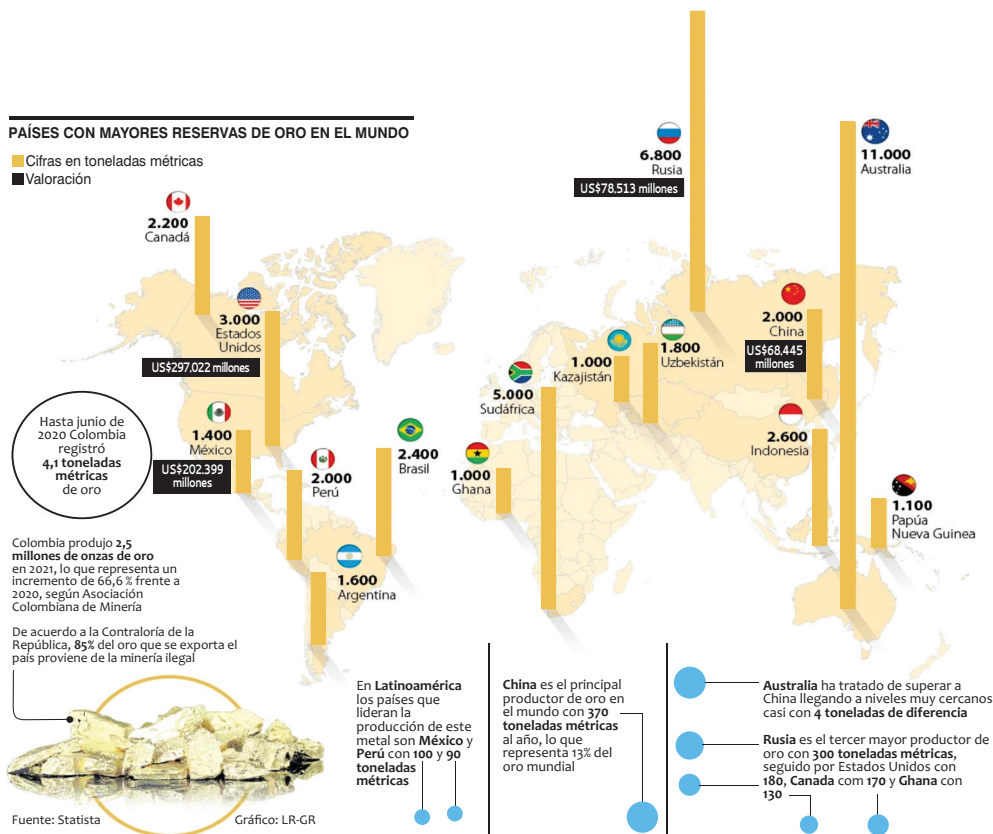 PAÍSES CON MAYORES RESERVAS DE ORO EN EL MUNDO
Cifras en toneladas métricas
Valoración
2.200
Canadá
3.000
Estados
Unidos
US$297.022 millones
1.400
México
US$202.399
millones
2.000
Perú
2.400
Brasil
1.600
Argentina
1.000
Ghana
5.000
Sudáfrica
1.000
Kazajistán
1.800
Uzbekistán
6.800
Rusia
US$78.513 millones
11.000
Australia
2.000
China
US$68.445
millones
2.600
Indonesia
1.100
Papúa
Nueva Guinea
Hasta junio de
2020 Colombia
registró
4,1 toneladas
métricas
de oro
Colombia produjo 2,5
millones de onzas de oro
en 2021, lo que representa un
incremento de 66,6 % frente a
2020, según Asociación
Colombiana de Minería
De acuerdo a la Contraloría de la
República, 85% del oro que se exporta el
país proviene de la minería ilegal
En Latinoamérica
los países que
lideran la
producción de este
metal son México y
Perú con 100 y 90
toneladas
métricas
China es el principal
productor de oro en
el mundo con 370
toneladas métricas
al año, lo que
representa 13% del
oro mundial
Australia ha tratado de superar a
China llegando a niveles muy cercanos
casi con 4 toneladas de diferencia
Rusia es el tercer mayor productor de
oro con 300 toneladas métricas,
seguido por Estados Unidos con
180, Canada com 170 y Ghana con
130
Fuente: Statista
Gráfico: LR-GR